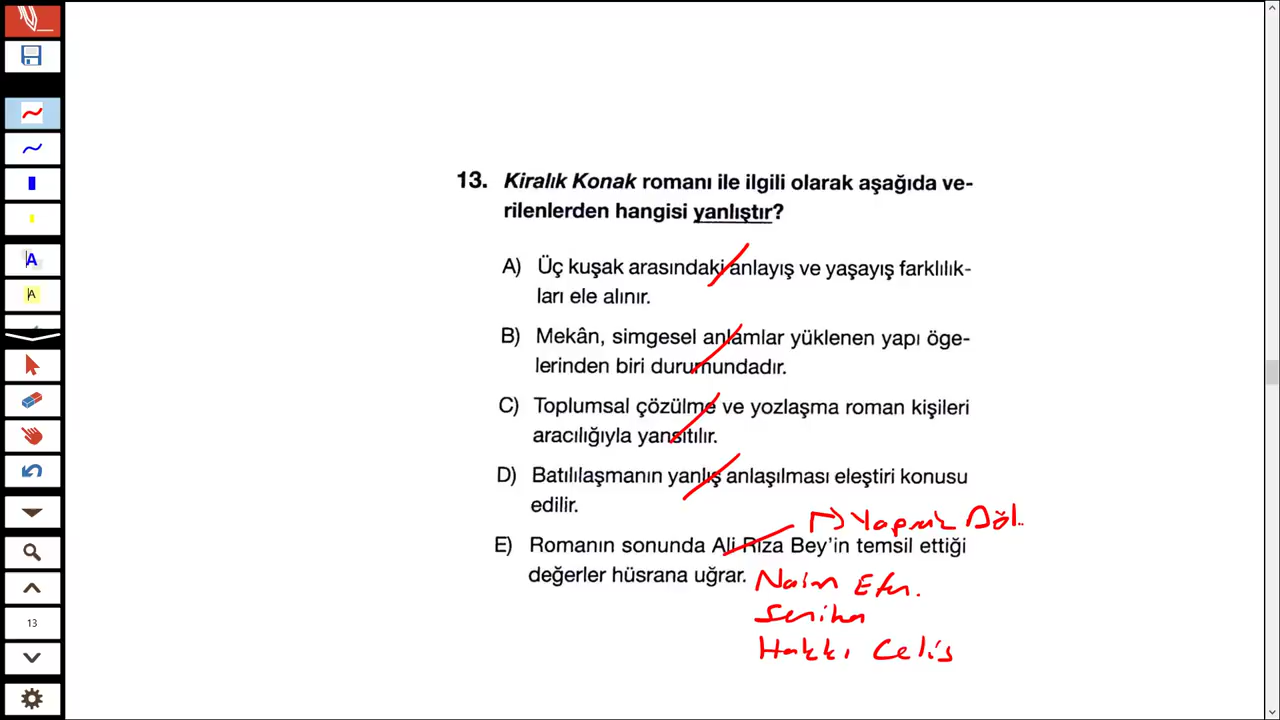 13. Kiralık Konak romanı ile ilgili olarak aşağıda ve-
rilenlerden hangisi yanlıştır?
A) Üç kuşak arasındaki anlayış ve yaşayış farklılık-
ları ele alınır.
B) Mekân, simgesel anlamlar yüklenen yapı öge-
lerinden biri durumundadır.
C) Toplumsal çözülme ve yozlaşma roman kişileri
aracılığıyla yansıtılır.
D) Batılılaşmanın yanlış anlaşılması eleştiri konusu
edilir.
Yaprak Döl.
E) Romanın sonunda Ali Rıza Bey'in temsil ettiği
değerler hüsrana uğrar.
Naim Efen.
Seniha
Hakkı Celis
A
A
13